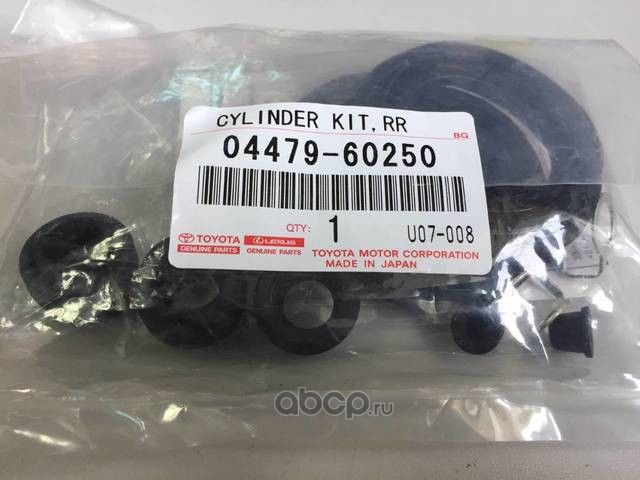 CYLINDER KIT,RR
BG
04479-60250
QTY: 1 U07-008
TOYOTA GENUINE PARTS
LEXUS GENUINE PARTS
TOYOTA MOTOR CORPORATION
MADE IN JAPAN
abcp.ru